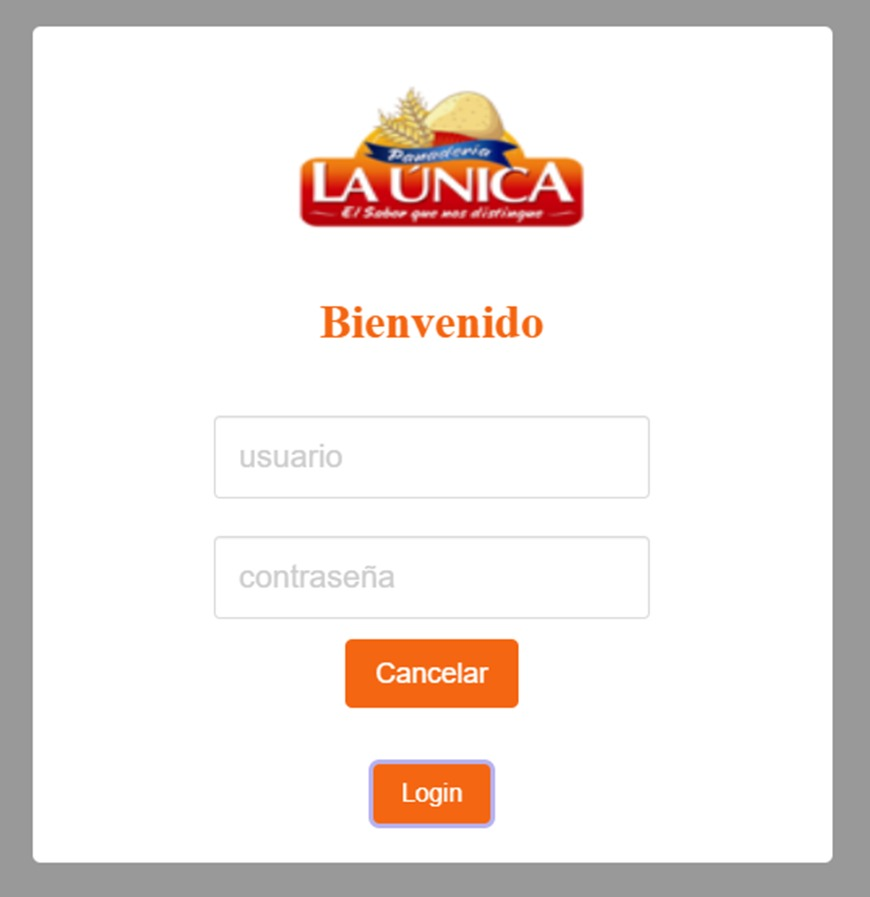 Panadería
LA ÚNICA
El Sabor que nos distingue
Bienvenido
usuario
contraseña
Cancelar
Login